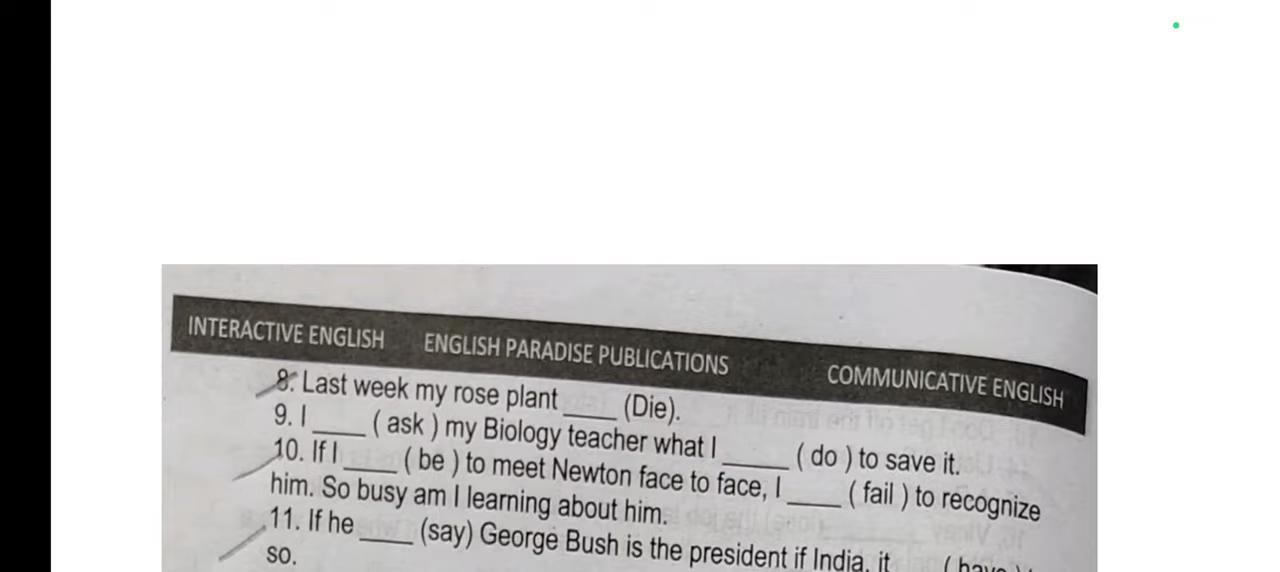 INTERACTIVE ENGLISH ENGLISH PARADISE PUBLICATIONS COMMUNICATIVE ENGLISH
8. Last week my rose plant ____ (Die).
9. I ____ ( ask ) my Biology teacher what I _____ ( do ) to save it.
10. If I ____ ( be ) to meet Newton face to face, I ____ ( fail ) to recognize
him. So busy am I learning about him.
11. If he ____ (say) George Bush is the president if India, it ____ ( have )
so.